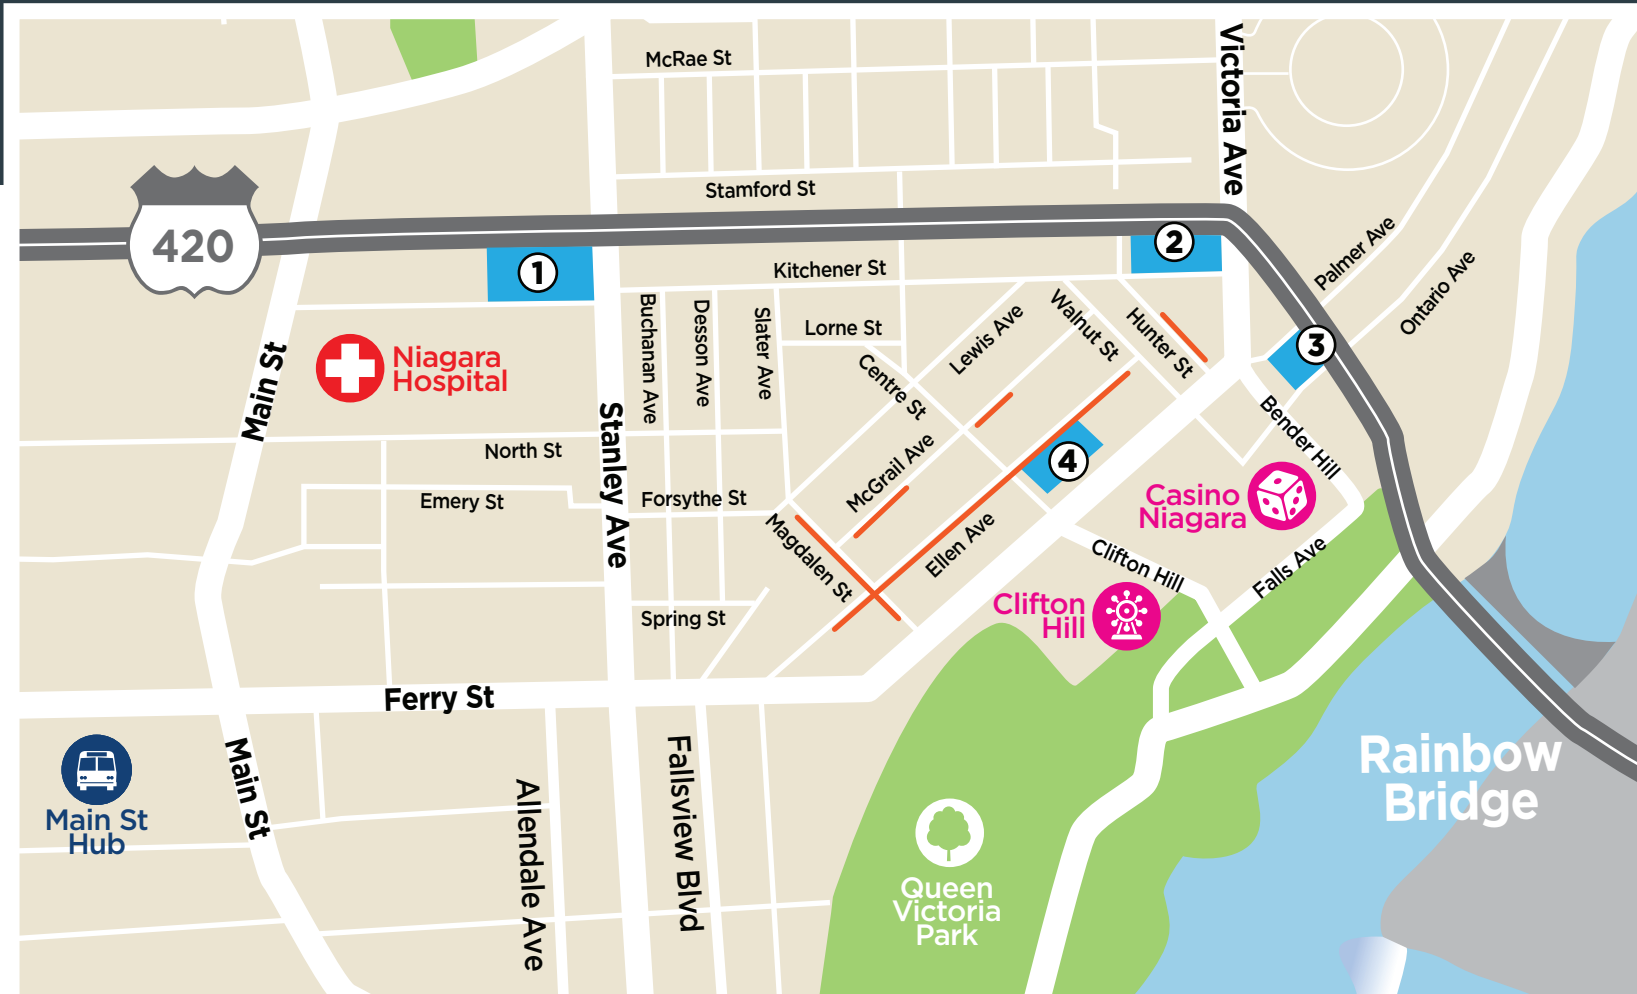 McRae St
Victoria Ave
Stamford St
420
1
2
Kitchener St
Palmer Ave
Ontario Ave
Buchanan Ave
Desson Ave
Slater Ave
Lorne St
Lewis Ave
Walnut St
Hunter St
3
Niagara
Hospital
Main St
Centre St
Stanley Ave
North St
McGrail Ave
4
Bender Hill
Casino
Niagara
Emery St
Forsythe St
Magdalen St
Ellen Ave
Clifton Hill
Falls Ave
Clifton
Hill
Spring St
Ferry St
Main St
Main St
Hub
Allendale Ave
Fallsview Blvd
Rainbow
Bridge
Queen
Victoria
Park